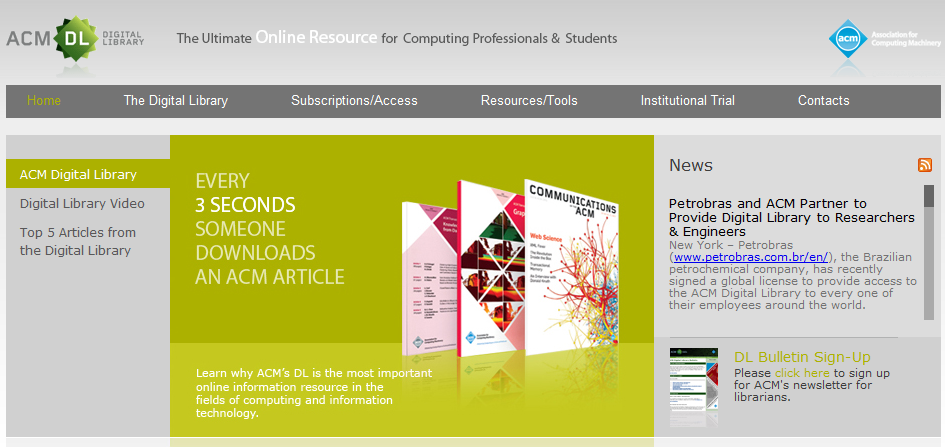 ACM DL DIGITAL LIBRARY
The Ultimate Online Resource for Computing Professionals & Students
acm Association for Computing Machinery
Home The Digital Library Subscriptions/Access Resources/Tools Institutional Trial Contacts
ACM Digital Library
Digital Library Video
Top 5 Articles from
the Digital Library
EVERY
3 SECONDS
SOMEONE
DOWNLOADS
AN ACM ARTICLE
COMMUNICATIONS
ACM
Web Science
Learn why ACM's DL is the most important
online information resource in the
fields of computing and information
technology.
News
Petrobras and ACM Partner to
Provide Digital Library to Researchers
& Engineers
New York – Petrobras
(www.petrobras.com.br/en/), the Brazilian
petrochemical company, has recently
signed a global license to provide access to
the ACM Digital Library to every one of
their employees around the world.
DL Bulletin Sign-Up
Please click here to sign up
for ACM's newsletter for
librarians.